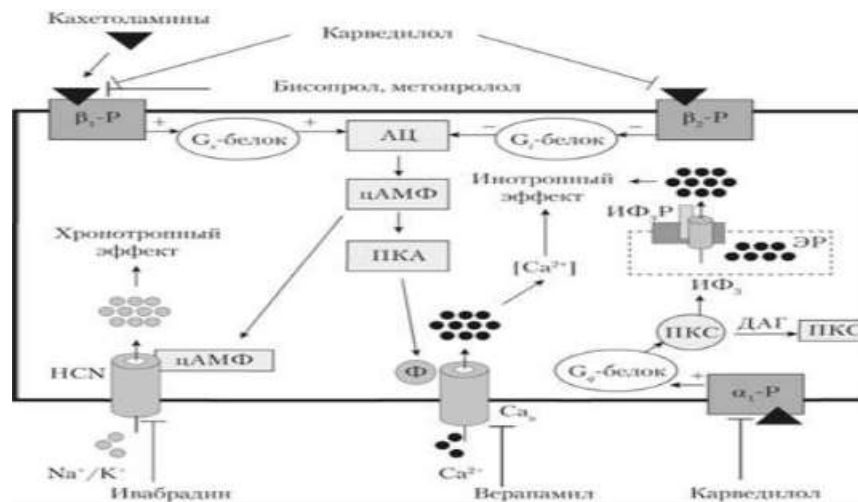 Кахетоламины
Карведилол
Бисопрол, метопролол
β₁-Р
β₂-Р
+
Gₛ-белок
+
АЦ
−
Gᵢ-белок
−
цАМФ
Инотропный
эффект
ИФ₃Р
ЭР
Хронотропный
эффект
ПКА
[Ca²⁺]
ИФ₃
ПКС
ДАГ
ПКС
HCN
цАМФ
Ф
Gq-белок
+
α₁-Р
Na⁺/K⁺
Ca²⁺
Ивабрадин
Верапамил
Карведилол